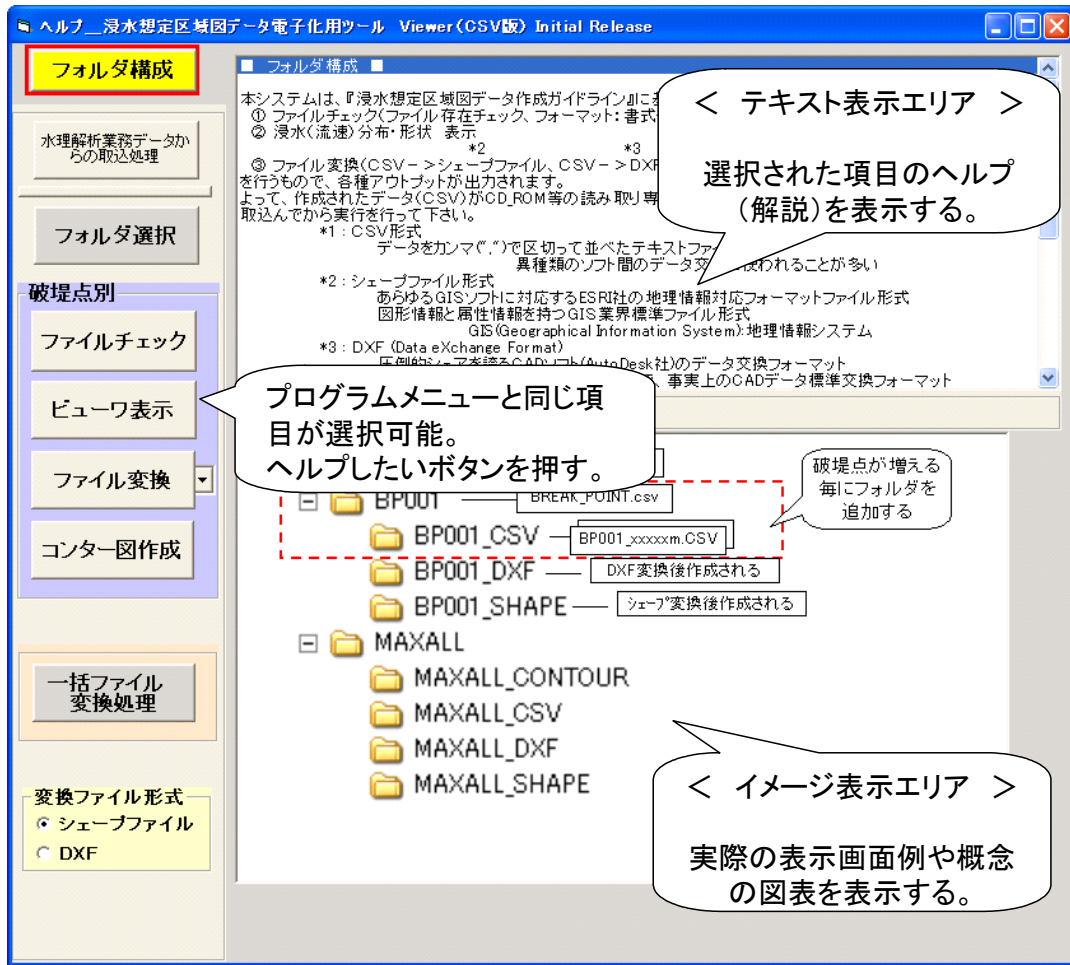 ヘルプ__浸水想定区域図データ電子化用ツール Viewer(CSV版) Initial Release
フォルダ構成
水理解析業務データか
らの取込処理
フォルダ選択
破堤点別
ファイルチェック
ビューワ表示
ファイル変換
コンター図作成
一括ファイル
変換処理
変換ファイル形式
シェープファイル
DXF
■ フォルダ構成 ■
本システムは、『浸水想定区域図データ作成ガイドライン』に
① ファイルチェック(ファイル存在チェック、フォーマット: 書式
② 浸水(流速)分布・形状 表示
*2 *3
③ ファイル変換(CSV－>シェープファイル、CSV－>DXF
を行うもので、各種アウトプットが出力されます。
よって、作成されたデータ(CSV)がCD_ROM等の読み取り専
取込んでから実行を行って下さい。
*1 : CSV形式
データをカンマ(",")で区切って並べたテキストファ
異種類のソフト間のデータ交 われることが多い
*2 : シェープファイル形式
あらゆるGISソフトに対応するESRI社の地理情報対応フォーマットファイル形式
図形情報と属性情報を持つGIS業界標準ファイル形式
GIS(Geographical Information System):地理情報システム
*3 : DXF (Data eXchange Format)
圧倒的シェアを誇るCADソフト(AutoDesk社)のデータ交換フォーマット
、事実上のCADデータ標準交換フォーマット
＜ テキスト表示エリア ＞
選択された項目のヘルプ
(解説)を表示する。
プログラムメニューと同じ項
目が選択可能。
ヘルプしたいボタンを押す。
破堤点が増える
毎にフォルダを
追加する
BP001
BREAK_POINT.csv
BP001_CSV
BP001_xxxxxm.CSV
BP001_DXF
DXF変換後作成される
BP001_SHAPE
シェープ変換後作成される
MAXALL
MAXALL_CONTOUR
MAXALL_CSV
MAXALL_DXF
MAXALL_SHAPE
＜ イメージ表示エリア ＞
実際の表示画面例や概念
の図表を表示する。